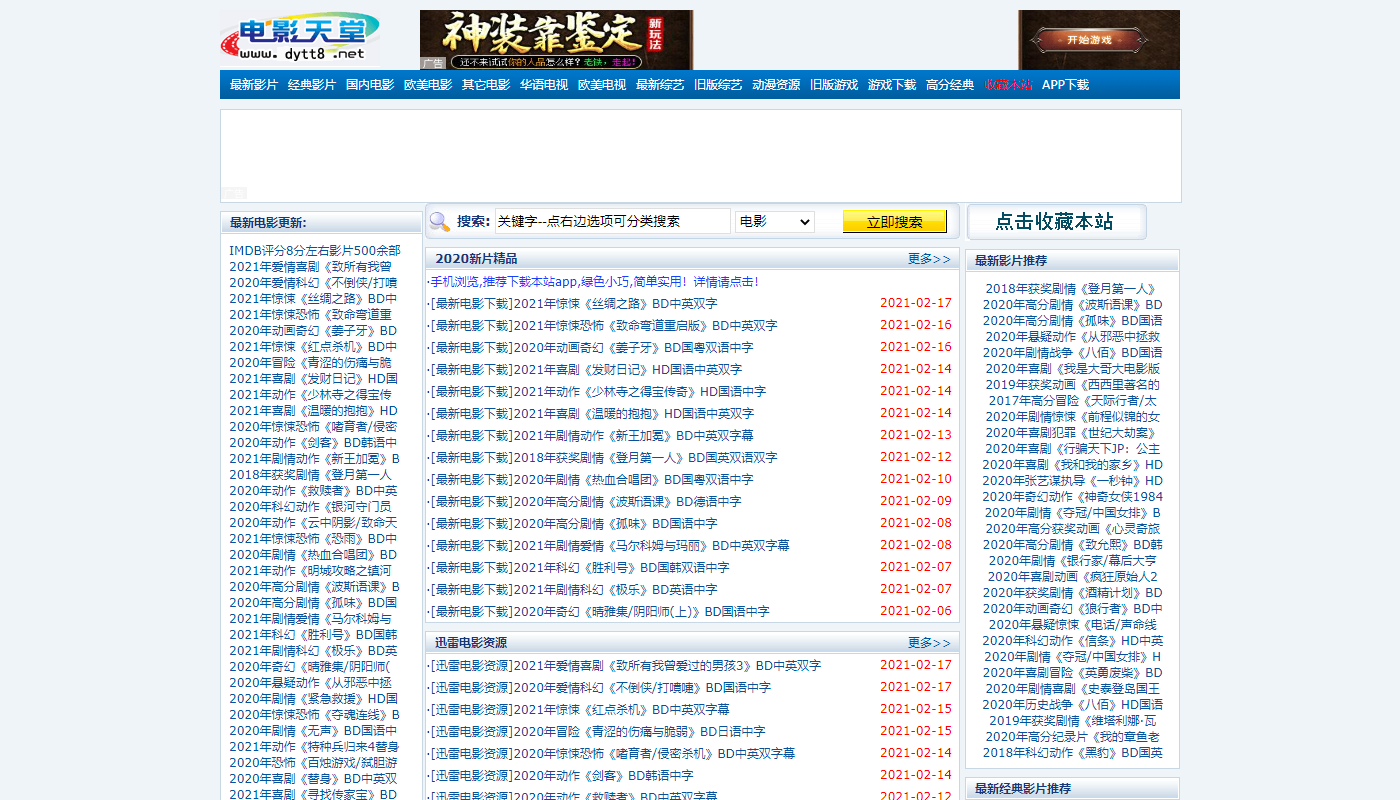 电影天堂
www.dytt8.net
神装靠鉴定
新玩法
还不来试试你的人品怎么样？老铁，走起！
广告
开始游戏
最新影片 经典影片 国内电影 欧美电影 其它电影 华语电视 欧美电视 最新综艺 旧版综艺 动漫资源 旧版游戏 游戏下载 高分经典 收藏本站 APP下载
最新电影更新:
IMDB评分8分左右影片500余部
2021年爱情喜剧《致所有我曾
2020年爱情科幻《不倒侠/打喷
2021年惊悚《丝绸之路》BD中
2021年惊悚恐怖《致命弯道重
2020年动画奇幻《姜子牙》BD
2021年惊悚《红点杀机》BD中
2020年冒险《青涩的伤痛与脆
2021年喜剧《发财日记》HD国
2021年动作《少林寺之得宝传
2021年喜剧《温暖的抱抱》HD
2020年惊悚恐怖《啫育者/侵密
2020年动作《剑客》BD韩语中
2021年剧情动作《新王加冕》B
2018年获奖剧情《登月第一人
2020年动作《救赎者》BD中英
2020年科幻动作《银河守门员
2020年动作《云中阴影/致命天
2021年惊悚恐怖《恐雨》BD中
2020年剧情《热血合唱团》BD
2021年动作《明城攻略之镇河
2020年高分剧情《波斯语课》B
2020年高分剧情《孤味》BD国
2021年剧情爱情《马尔科姆与
2021年科幻《胜利号》BD国韩
2021年剧情科幻《极乐》BD英
2020年奇幻《晴雅集/阴阳师(
2020年悬疑动作《从邪恶中拯
2020年剧情《紧急救援》HD国
2020年惊悚恐怖《夺魂连线》B
2020年剧情《无声》BD国语中
2021年动作《特种兵归来4替身
2020年恐怖《百烛游戏/弑胆游
2020年喜剧《替身》BD中英双
2021年喜剧《寻找传家宝》BD
搜索: 关键字--点右边选项可分类搜索 电影 立即搜索
2020新片精品 更多>>
·手机浏览,推荐下载本站app,绿色小巧,简单实用！详情请点击！
·[最新电影下载]2021年惊悚《丝绸之路》BD中英双字 2021-02-17
·[最新电影下载]2021年惊悚恐怖《致命弯道重启版》BD中英双字 2021-02-16
·[最新电影下载]2020年动画奇幻《姜子牙》BD国粤双语中字 2021-02-16
·[最新电影下载]2021年喜剧《发财日记》HD国语中英双字 2021-02-14
·[最新电影下载]2021年动作《少林寺之得宝传奇》HD国语中字 2021-02-14
·[最新电影下载]2021年喜剧《温暖的抱抱》HD国语中英双字 2021-02-14
·[最新电影下载]2021年剧情动作《新王加冕》BD中英双字幕 2021-02-13
·[最新电影下载]2018年获奖剧情《登月第一人》BD国英双语双字 2021-02-12
·[最新电影下载]2020年剧情《热血合唱团》BD国粤双语中字 2021-02-10
·[最新电影下载]2020年高分剧情《波斯语课》BD德语中字 2021-02-09
·[最新电影下载]2020年高分剧情《孤味》BD国语中字 2021-02-08
·[最新电影下载]2021年剧情爱情《马尔科姆与玛丽》BD中英双字幕 2021-02-08
·[最新电影下载]2021年科幻《胜利号》BD国韩双语中字 2021-02-07
·[最新电影下载]2021年剧情科幻《极乐》BD英语中字 2021-02-07
·[最新电影下载]2020年奇幻《晴雅集/阴阳师(上)》BD国语中字 2021-02-06
迅雷电影资源 更多>>
·[迅雷电影资源]2021年爱情喜剧《致所有我曾爱过的男孩3》BD中英双字 2021-02-17
·[迅雷电影资源]2020年爱情科幻《不倒侠/打喷嚏》BD国语中字 2021-02-17
·[迅雷电影资源]2021年惊悚《红点杀机》BD中英双字幕 2021-02-15
·[迅雷电影资源]2020年冒险《青涩的伤痛与脆弱》BD日语中字 2021-02-15
·[迅雷电影资源]2020年惊悚恐怖《啫育者/侵密杀机》BD中英双字幕 2021-02-14
·[迅雷电影资源]2020年动作《剑客》BD韩语中字 2021-02-14
·[迅雷电影资源]2020年动作《救赎者》BD中英双字幕 2021-02-12
点击收藏本站
最新影片推荐
2018年获奖剧情《登月第一人》
2020年高分剧情《波斯语课》BD
2020年高分剧情《孤味》BD国语
2020年悬疑动作《从邪恶中拯救
2020年剧情战争《八佰》BD国语
2020年喜剧《我是大哥大电影版
2019年获奖动画《西西里著名的
2017年高分冒险《天际行者/太
2020年剧情惊悚《前程似锦的女
2020年喜剧犯罪《世纪大劫案》
2020年喜剧《行骗天下JP：公主
2020年喜剧《我和我的家乡》HD
2020年张艺谋执导《一秒钟》HD
2020年奇幻动作《神奇女侠1984
2020年剧情《夺冠/中国女排》B
2020年高分获奖动画《心灵奇旅
2020年高分剧情《致允熙》BD韩
2020年剧情《银行家/幕后大亨
2020年喜剧动画《疯狂原始人2
2020年获奖剧情《酒精计划》BD
2020年动画奇幻《狼行者》BD中
2020年悬疑惊悚《电话/声命线
2020年科幻动作《信条》HD中英
2020年剧情《夺冠/中国女排》H
2020年喜剧冒险《英勇废柴》BD
2020年剧情喜剧《史泰登岛国王
2020年历史战争《八佰》HD国语
2019年获奖剧情《维塔利娜·瓦
2020年高分纪录片《我的章鱼老
2018年科幻动作《黑豹》BD国英
最新经典影片推荐